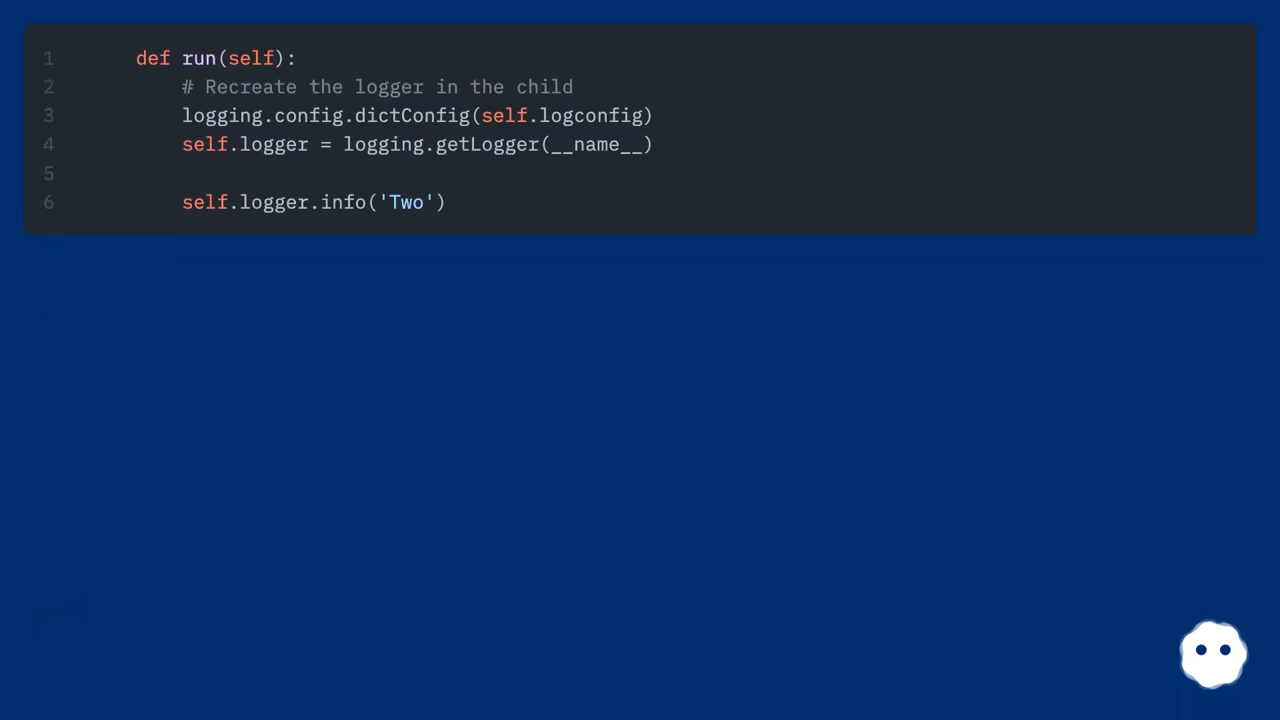 1 def run(self):
2 # Recreate the logger in the child
3 logging.config.dictConfig(self.logconfig)
4 self.logger = logging.getLogger(__name__)
5
6 self.logger.info('Two')